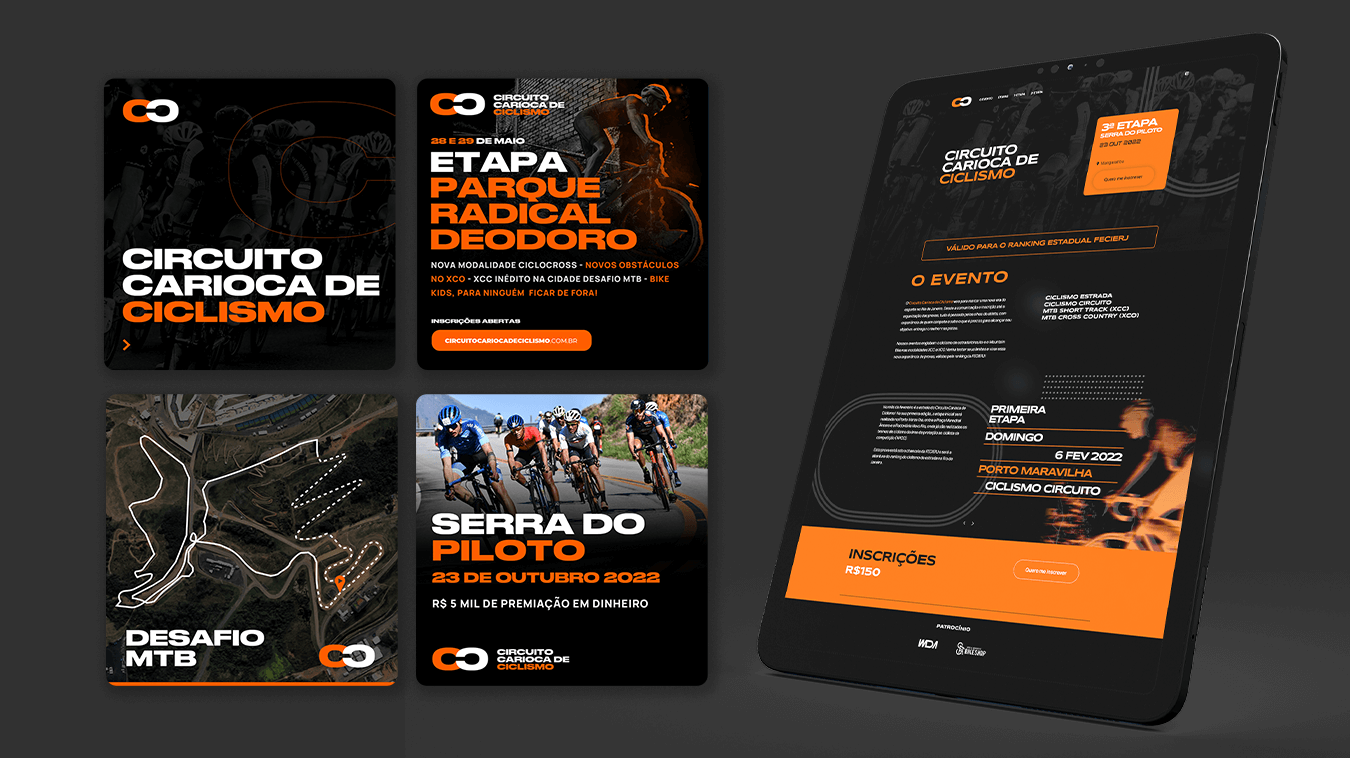 CIRCUITO
CARIOCA DE
CICLISMO
CIRCUITO
CARIOCA DE
CICLISMO
28 E 29 DE MAIO
ETAPA
PARQUE
RADICAL
DEODORO
NOVA MODALIDADE CICLOCROSS - NOVOS OBSTÁCULOS
NO XCO - XCC INÉDITO NA CIDADE DESAFIO MTB - BIKE
KIDS, PARA NINGUÉM FICAR DE FORA!
INSCRIÇÕES ABERTAS
CIRCUITOCARIOCADECICLISMO.COM.BR
DESAFIO
MTB
SERRA DO
PILOTO
23 DE OUTUBRO 2022
R$ 5 MIL DE PREMIAÇÃO EM DINHEIRO
CIRCUITO
CARIOCA DE
CICLISMO
3ª ETAPA
SERRA DO PILOTO
23 OUT 2022
Mangaratiba
Quero me inscrever
CIRCUITO
CARIOCA DE
CICLISMO
VÁLIDO PARA O RANKING ESTADUAL FECIERJ
O EVENTO
CICLISMO ESTRADA
CICLISMO CIRCUITO
MTB SHORT TRACK (XCC)
MTB CROSS COUNTRY (XCO)
PRIMEIRA
ETAPA
DOMINGO
6 FEV 2022
PORTO MARAVILHA
CICLISMO CIRCUITO
INSCRIÇÕES
R$150
Quero me inscrever
PATROCÍNIO
WDA
BIKE SHOP